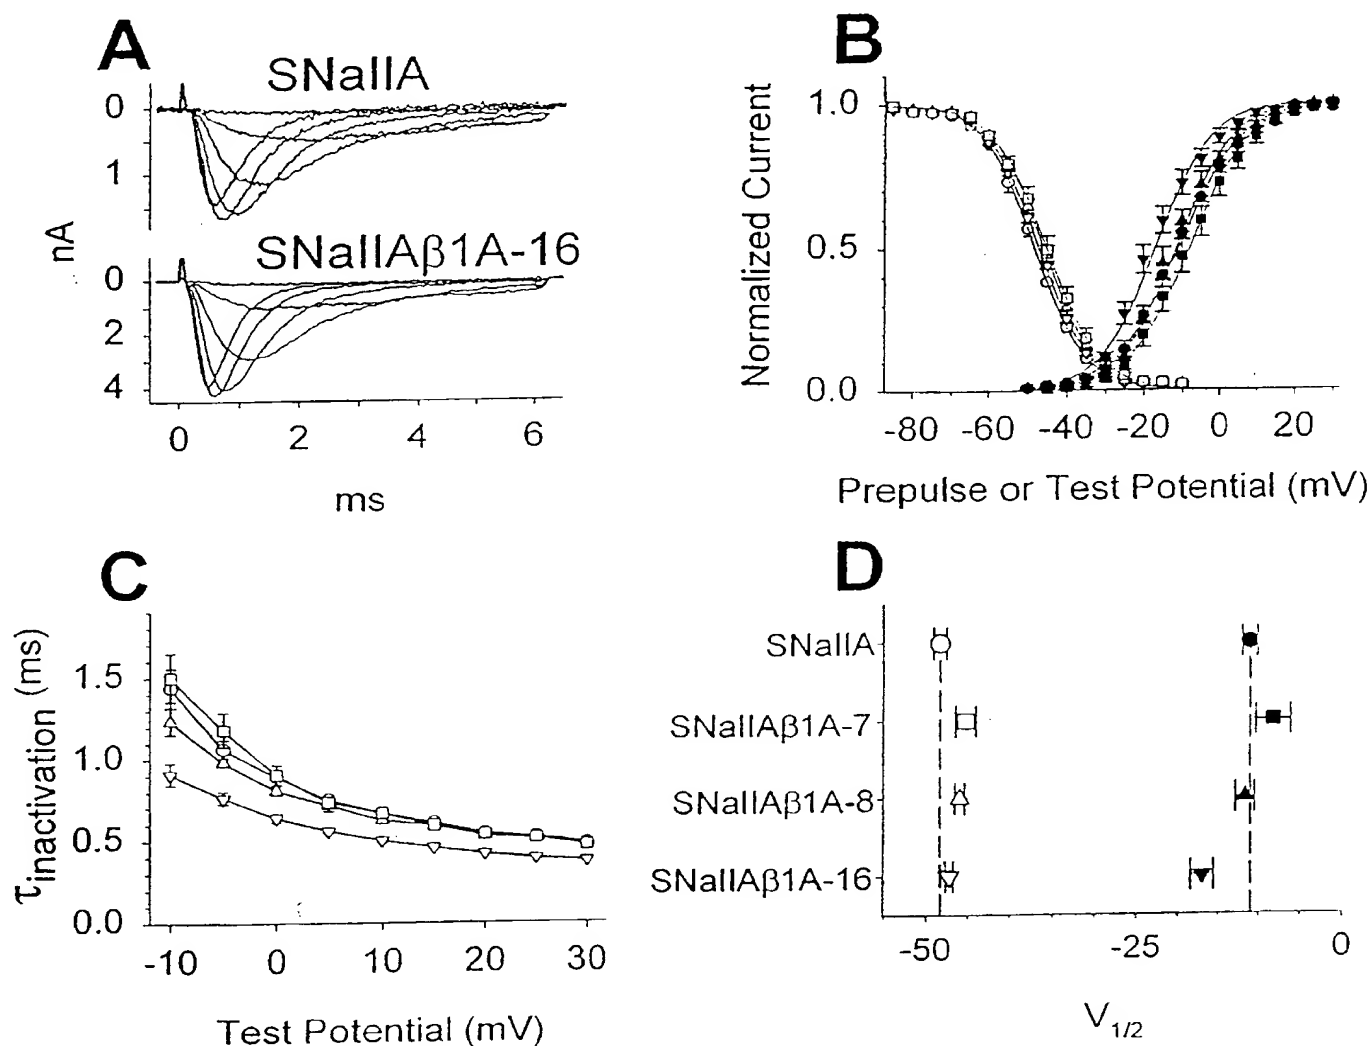 A
SNaIIA
0
1
nA
SNaIIAβ1A-16
0
2
4
0 2 4 6
ms
B
Normalized Current
1.0
0.5
0.0
-80 -60 -40 -20 0 20
Prepulse or Test Potential (mV)
C
τinactivation (ms)
1.5
1.0
0.5
0.0
-10 0 10 20 30
Test Potential (mV)
D
SNaIIA
SNaIIAβ1A-7
SNaIIAβ1A-8
SNaIIAβ1A-16
-50 -25 0
V1/2